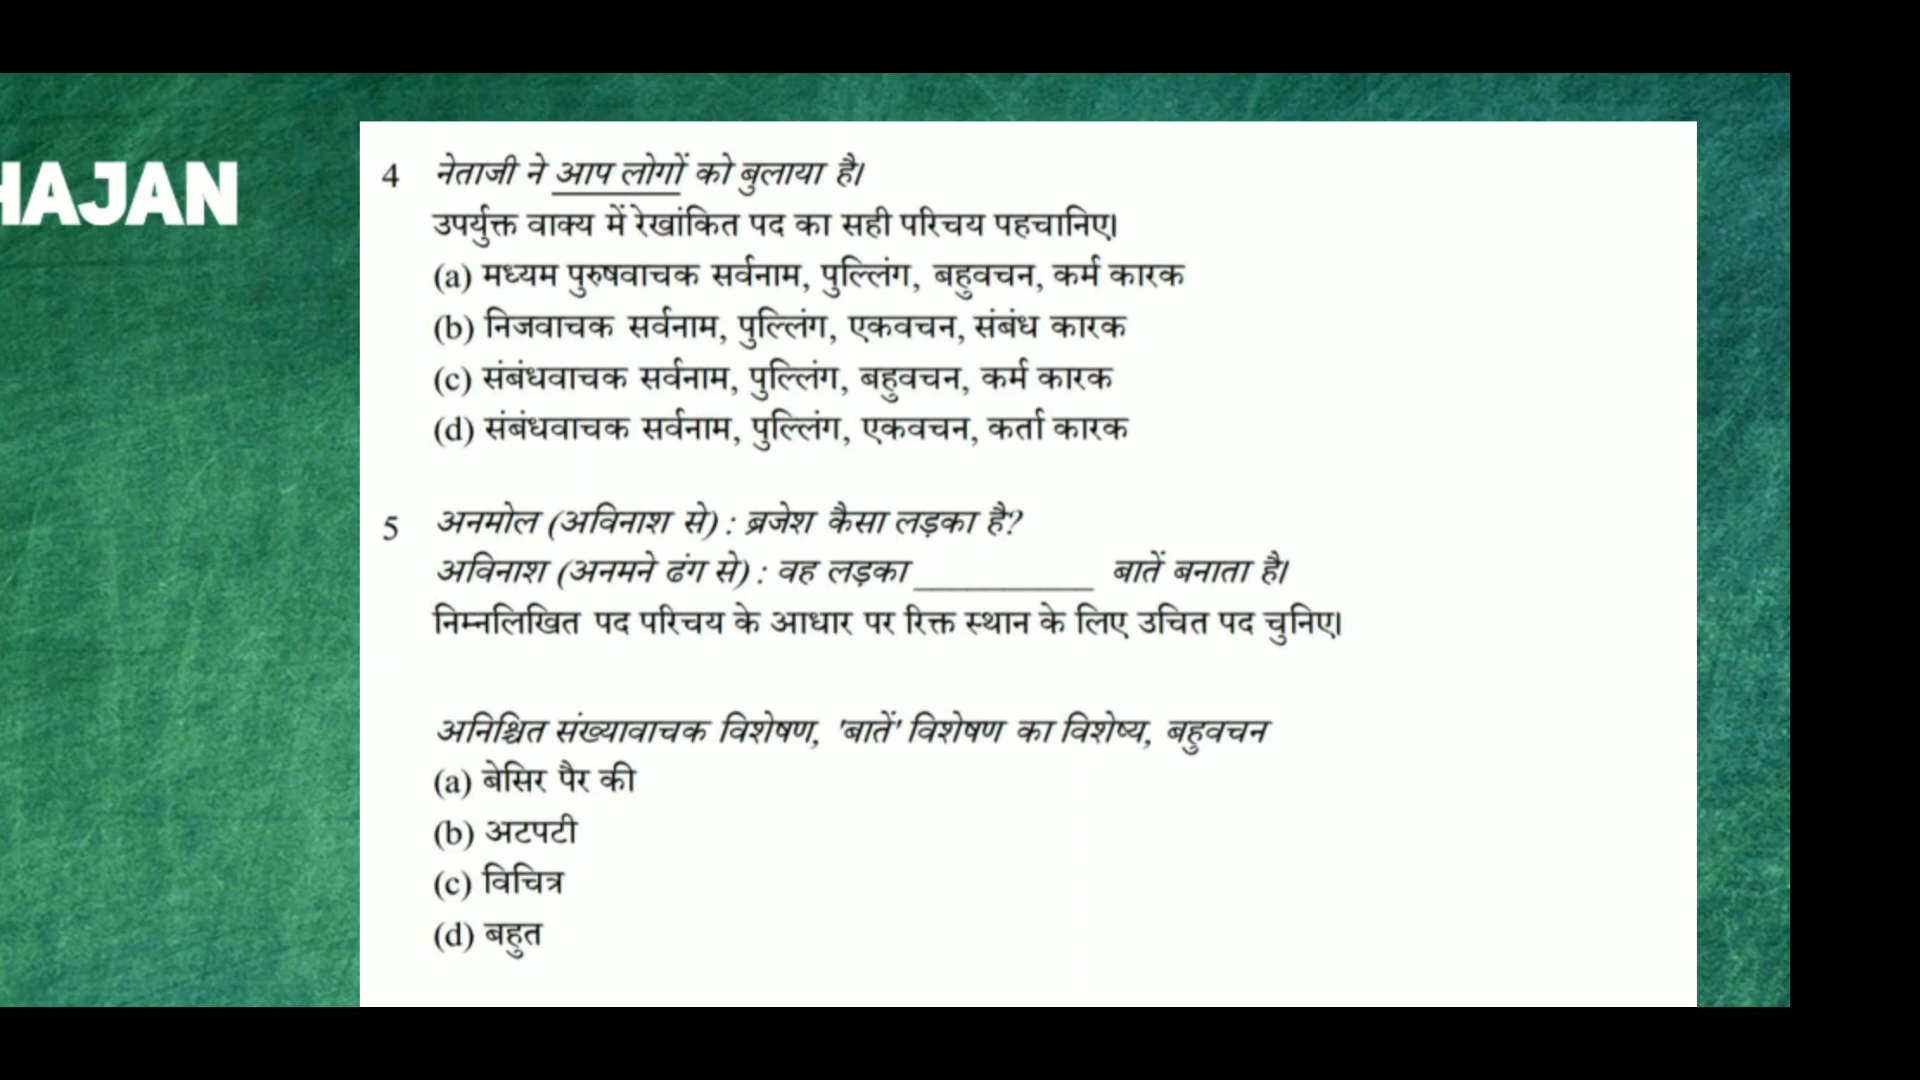 HAJAN
4 नेताजी ने आप लोगों को बुलाया है।
उपर्युक्त वाक्य में रेखांकित पद का सही परिचय पहचानिए।
(a) मध्यम पुरुषवाचक सर्वनाम, पुल्लिंग, बहुवचन, कर्म कारक
(b) निजवाचक सर्वनाम, पुल्लिंग, एकवचन, संबंध कारक
(c) संबंधवाचक सर्वनाम, पुल्लिंग, बहुवचन, कर्म कारक
(d) संबंधवाचक सर्वनाम, पुल्लिंग, एकवचन, कर्ता कारक
5 अनमोल (अविनाश से) : ब्रजेश कैसा लड़का है?
अविनाश (अनमने ढंग से) : वह लड़का __________ बातें बनाता है।
निम्नलिखित पद परिचय के आधार पर रिक्त स्थान के लिए उचित पद चुनिए।
अनिश्चित संख्यावाचक विशेषण, 'बातें' विशेषण का विशेष्य, बहुवचन
(a) बेसिर पैर की
(b) अटपटी
(c) विचित्र
(d) बहुत